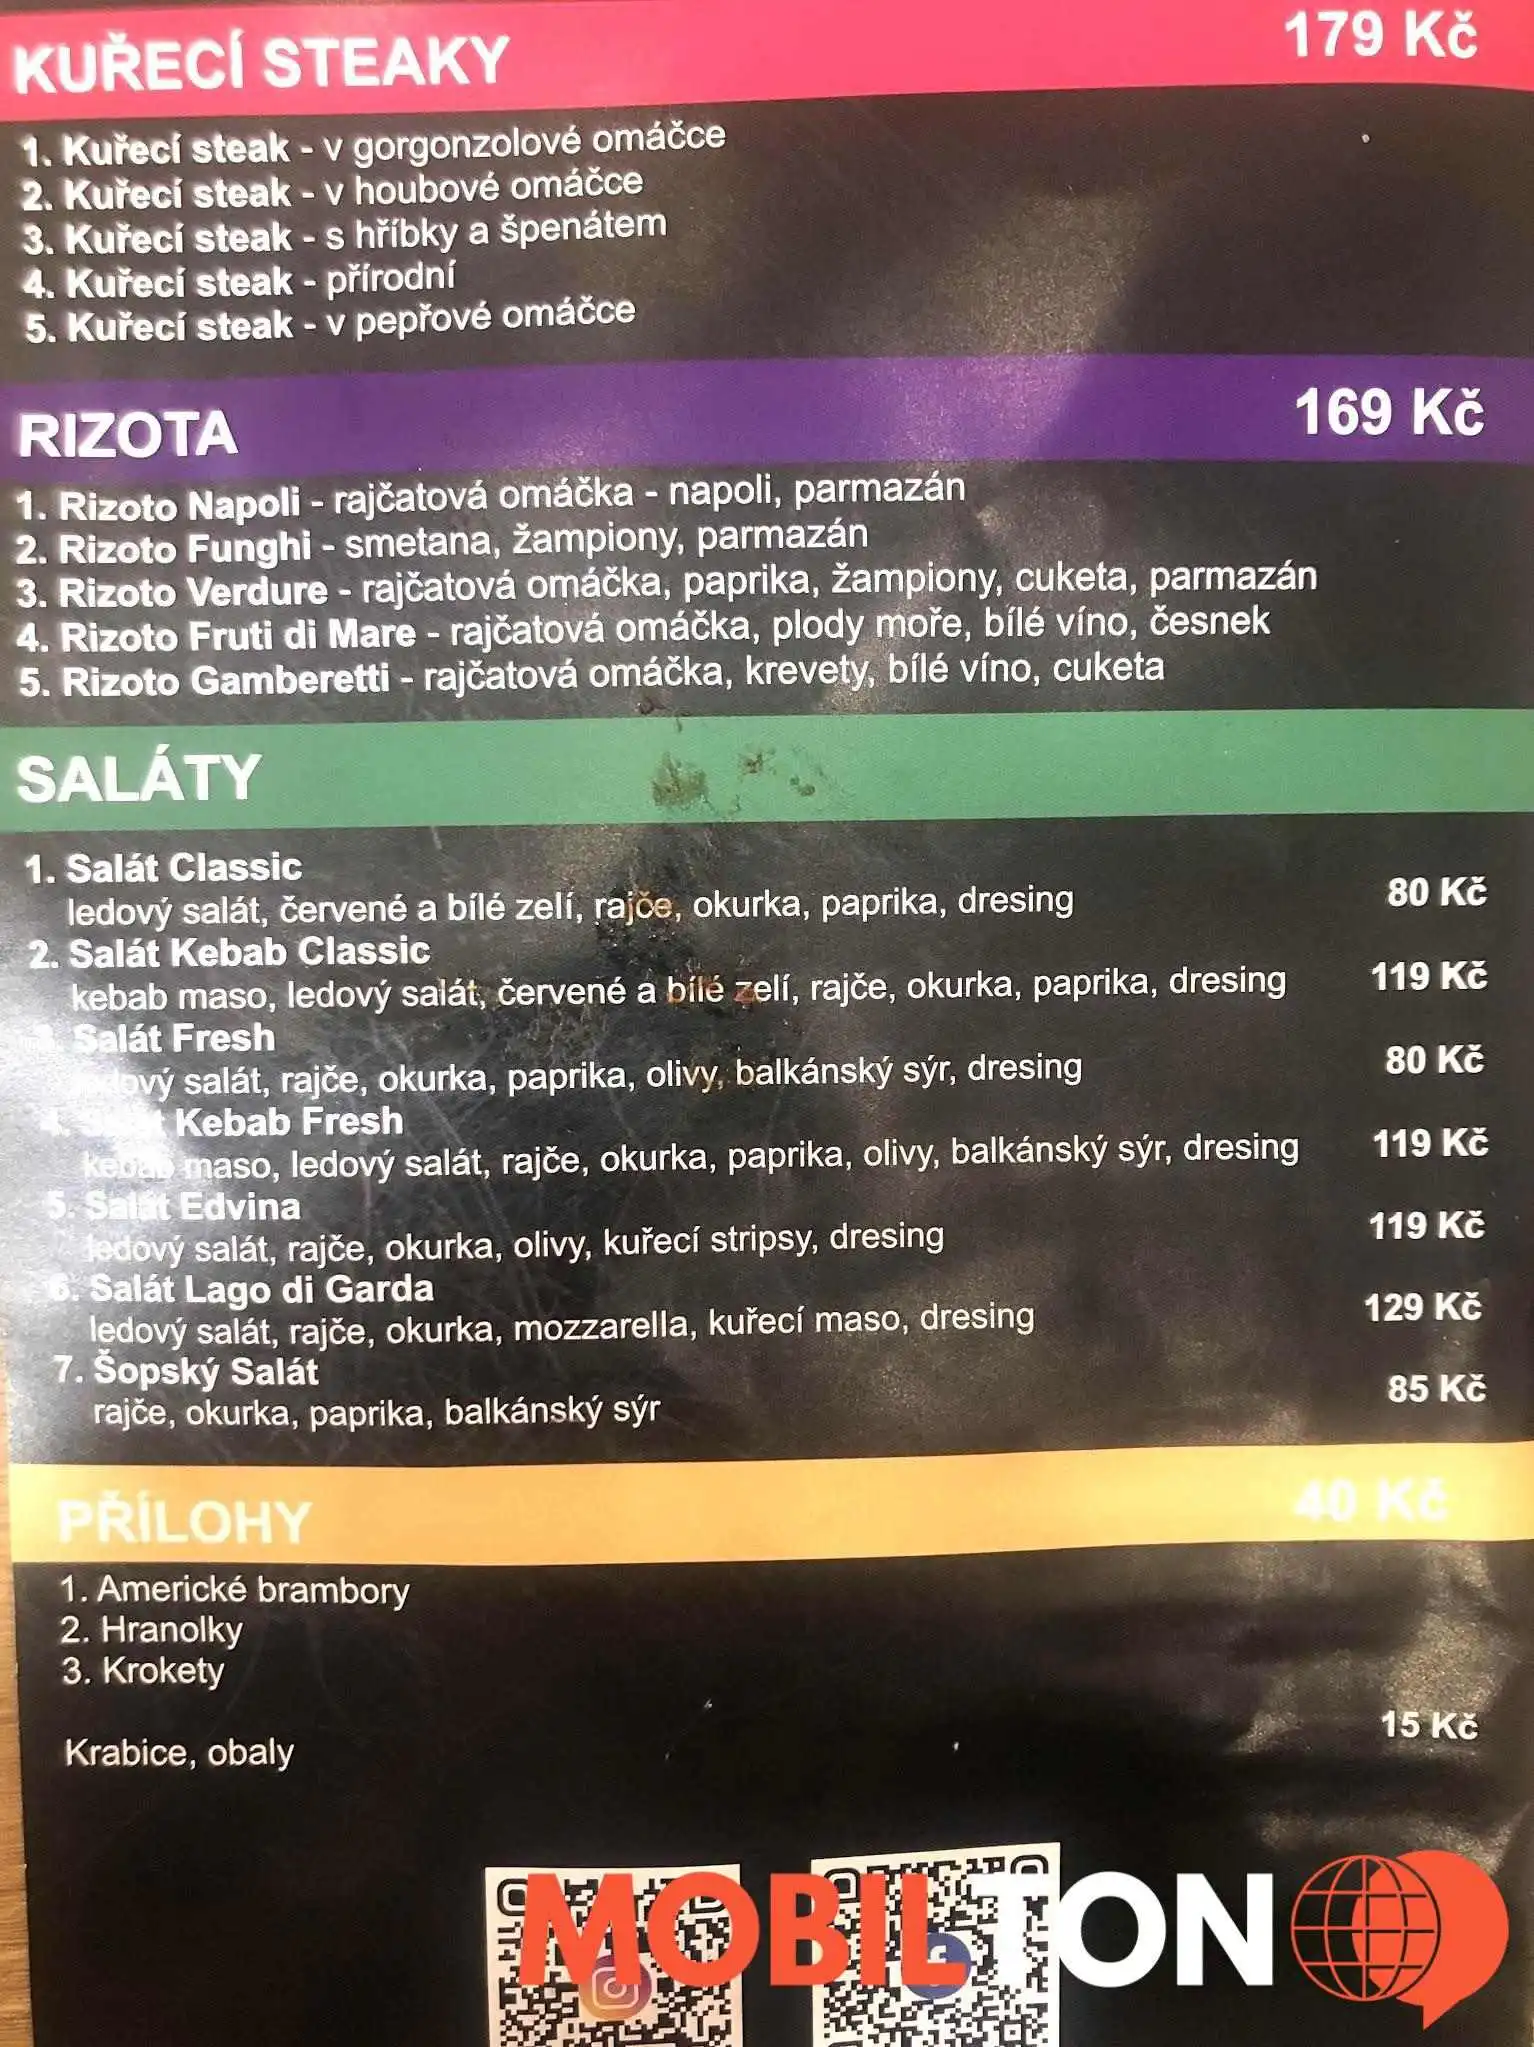 KUŘECÍ STEAKY 179 Kč
1. Kuřecí steak - v gorgonzolové omáčce
2. Kuřecí steak - v houbové omáčce
3. Kuřecí steak - s hříbky a špenátem
4. Kuřecí steak - přírodní
5. Kuřecí steak - v pepřové omáčce
RIZOTA 169 Kč
1. Rizoto Napoli - rajčatová omáčka - napoli, parmazán
2. Rizoto Funghi - smetana, žampiony, parmazán
3. Rizoto Verdure - rajčatová omáčka, paprika, žampiony, cuketa, parmazán
4. Rizoto Fruti di Mare - rajčatová omáčka, plody moře, bílé víno, česnek
5. Rizoto Gamberetti - rajčatová omáčka, krevety, bílé víno, cuketa
SALÁTY
1. Salát Classic
ledový salát, červené a bílé zelí, rajče, okurka, paprika, dresing 80 Kč
2. Salát Kebab Classic
kebab maso, ledový salát, červené a bílé zelí, rajče, okurka, paprika, dresing 119 Kč
3. Salát Fresh
ledový salát, rajče, okurka, paprika, olivy, balkánský sýr, dresing 80 Kč
4. Salát Kebab Fresh
kebab maso, ledový salát, rajče, okurka, paprika, olivy, balkánský sýr, dresing 119 Kč
5. Salát Edvina
ledový salát, rajče, okurka, olivy, kuřecí stripsy, dresing 119 Kč
6. Salát Lago di Garda
ledový salát, rajče, okurka, mozzarella, kuřecí maso, dresing 129 Kč
7. Šopský Salát
rajče, okurka, paprika, balkánský sýr 85 Kč
PŘÍLOHY 40 Kč
1. Americké brambory
2. Hranolky
3. Krokety
Krabice, obaly 15 Kč
MOBILTON